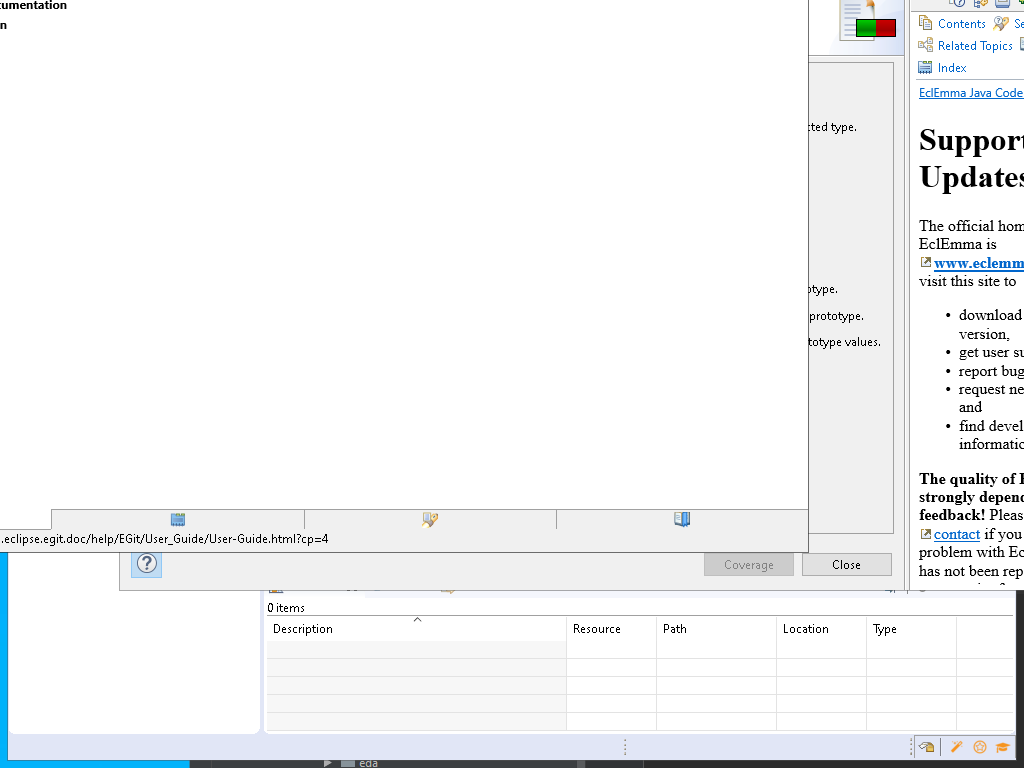 umentation
n
.eclipse.egit.doc/help/EGit/User_Guide/User-Guide.html?cp=4
cted type.
otype.
prototype.
totype values.
Coverage
Close
Contents
Se
Related Topics
Index
EclEmma Java Code
Support
Updates
The official hom
EclEmma is
www.eclemm
visit this site to
• download
version,
• get user su
• report bug
• request ne
and
• find devel
informatic
The quality of E
strongly depend
feedback! Pleas
contact if you
problem with Ec
has not been rep
0 items
Description
Resource
Path
Location
Type
eda